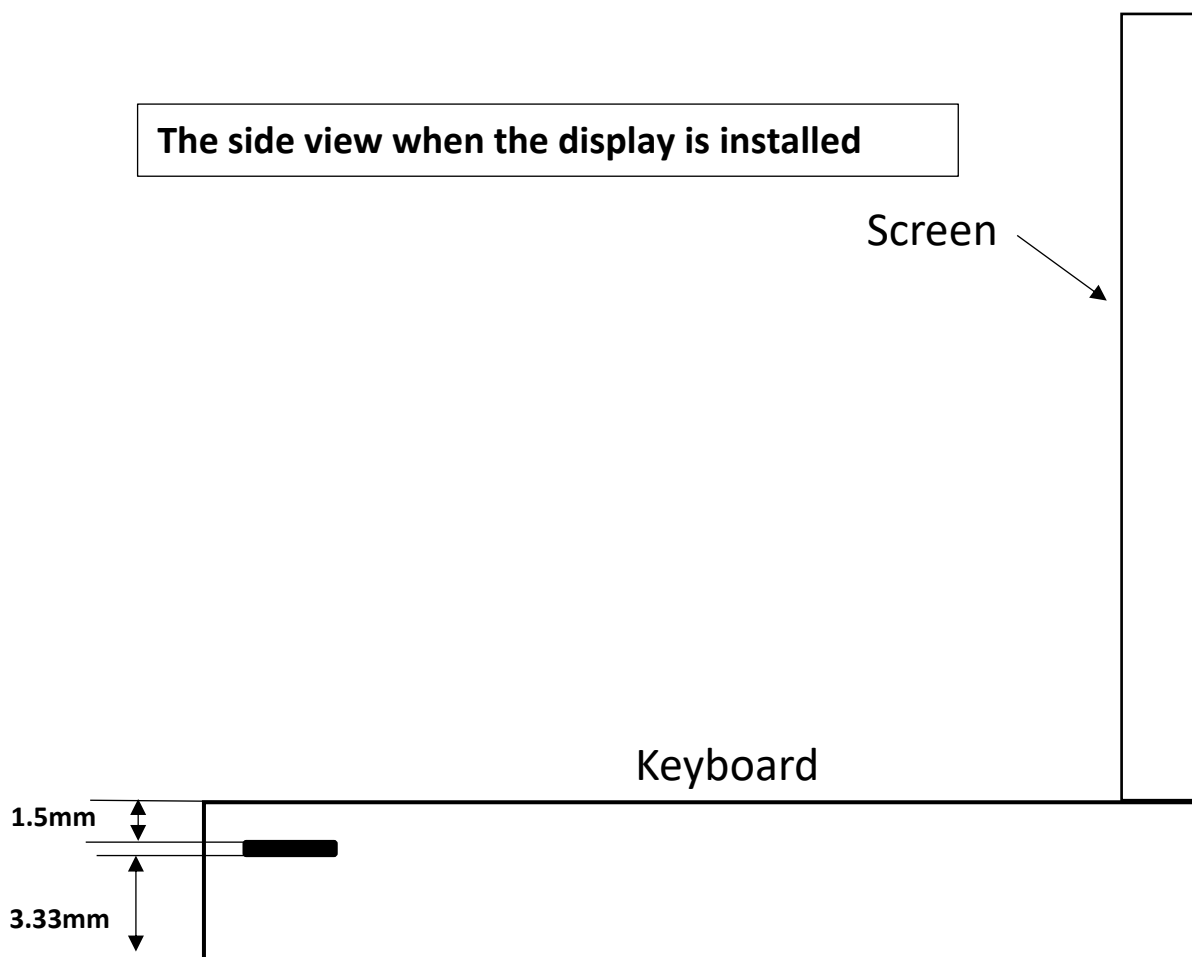 The side view when the display is installed
Screen
Keyboard
1.5mm
3.33mm